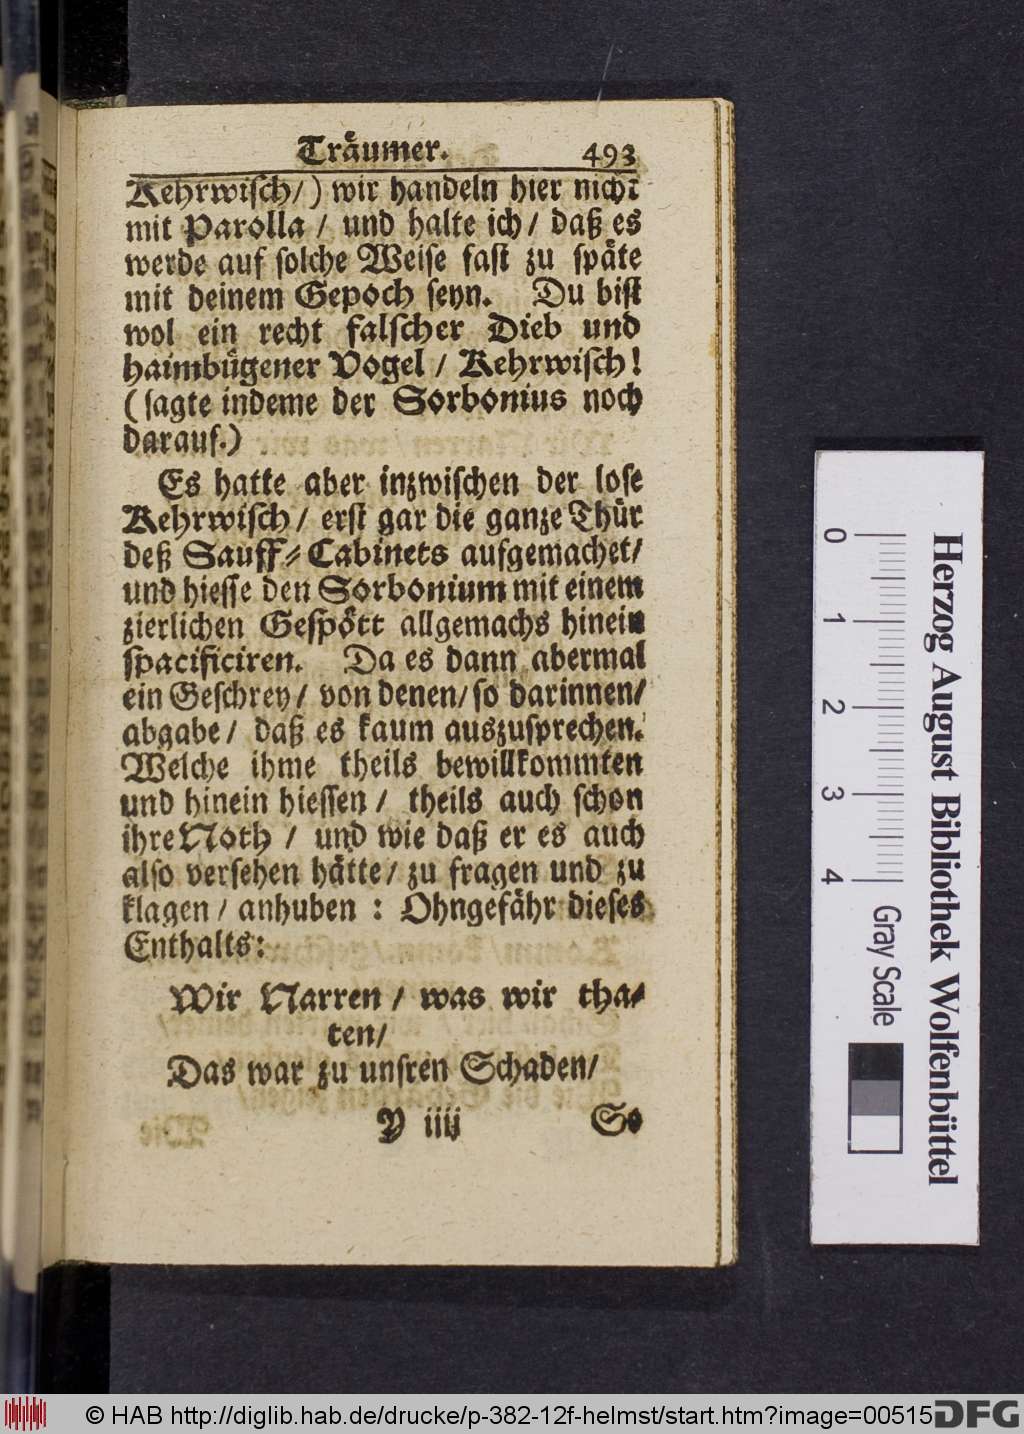 Träumer. 493
Kehrwisch/) wir handeln hier nicht
mit Parolla / und halte ich / daß es
werde auf solche Weise fast zu späte
mit deinem Gepoch seyn. Du bist
wol ein recht falscher Dieb und
haimbügener Vogel / Kehrwisch!
(sagte indeme der Sorbonius noch
darauf.)
Es hatte aber inzwischen der lose
Kehrwisch / erst gar die ganze Thür
deß Sauff-Cabinets aufgemachet/
und hiesse den Sorbonium mit einem
zierlichen Gespött allgemachs hinein
spacificiren. Da es dann abermal
ein Geschrey / von denen / so darinnen/
abgabe / daß es kaum auszusprechen.
Welche ihme theils bewillkommten
und hinein hiessen / theils auch schon
ihre Noth / und wie daß er es auch
also versehen hätte / zu fragen und zu
klagen / anhuben : Ohngefähr dieses
Enthalts:
Wir Narren / was wir tha-
ten/
Das war zu unsren Schaden/
Y iiij So
Herzog August Bibliothek Wolfenbüttel
0 1 2 3 4 Gray Scale
© HAB http://diglib.hab.de/drucke/p-382-12f-helmst/start.htm?image=00515 DFG